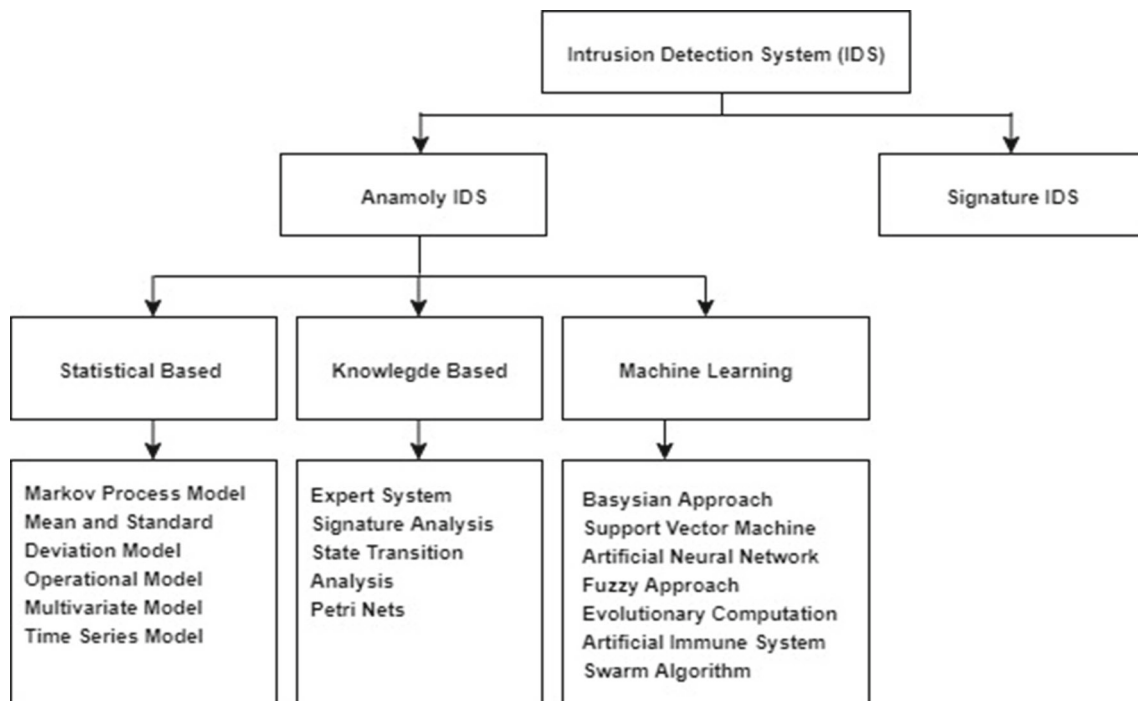 Intrusion Detection System (IDS)
Anamoly IDS
Signature IDS
Statistical Based
Knowlegde Based
Machine Learning
Markov Process Model
Mean and Standard
Deviation Model
Operational Model
Multivariate Model
Time Series Model
Expert System
Signature Analysis
State Transition
Analysis
Petri Nets
Basysian Approach
Support Vector Machine
Artificial Neural Network
Fuzzy Approach
Evolutionary Computation
Artificial Immune System
Swarm Algorithm